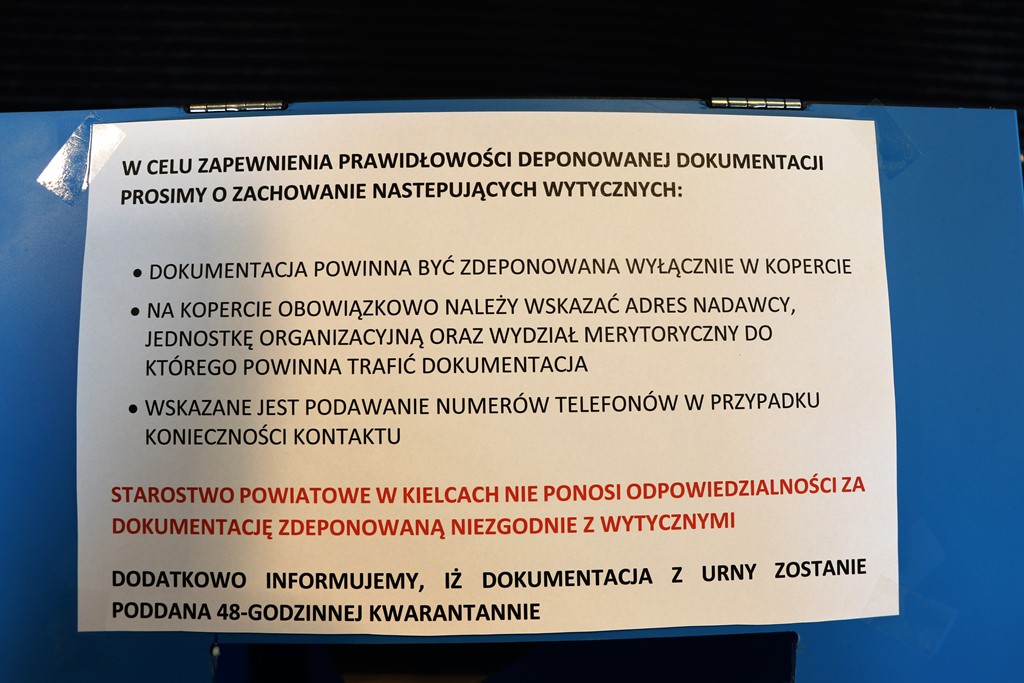 W CELU ZAPEWNIENIA PRAWIDŁOWOŚCI DEPONOWANEJ DOKUMENTACJI
PROSIMY O ZACHOWANIE NASTEPUJĄCYCH WYTYCZNYCH:
• DOKUMENTACJA POWINNA BYĆ ZDEPONOWANA WYŁĄCZNIE W KOPERCIE
• NA KOPERCIE OBOWIĄZKOWO NALEŻY WSKAZAĆ ADRES NADAWCY,
JEDNOSTKĘ ORGANIZACYJNĄ ORAZ WYDZIAŁ MERYTORYCZNY DO
KTÓREGO POWINNA TRAFIĆ DOKUMENTACJA
• WSKAZANE JEST PODAWANIE NUMERÓW TELEFONÓW W PRZYPADKU
KONIECZNOŚCI KONTAKTU
STAROSTWO POWIATOWE W KIELCACH NIE PONOSI ODPOWIEDZIALNOŚCI ZA
DOKUMENTACJĘ ZDEPONOWANĄ NIEZGODNIE Z WYTYCZNYMI
DODATKOWO INFORMUJEMY, IŻ DOKUMENTACJA Z URNY ZOSTANIE
PODDANA 48-GODZINNEJ KWARANTANNIE